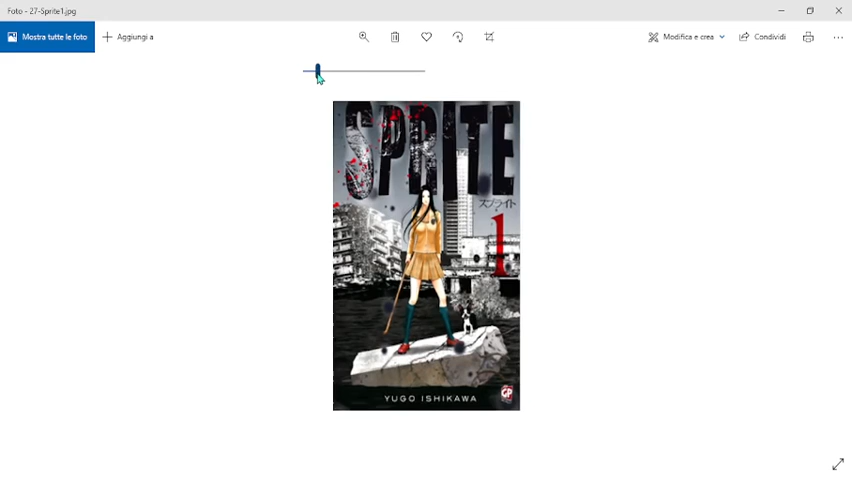 Foto - 27-Sprite1.jpg
Mostra tutte le foto
Aggiungi a
Modifica e crea
Condividi
SPRITE
スプライト
1
YUGO ISHIKAWA
GP